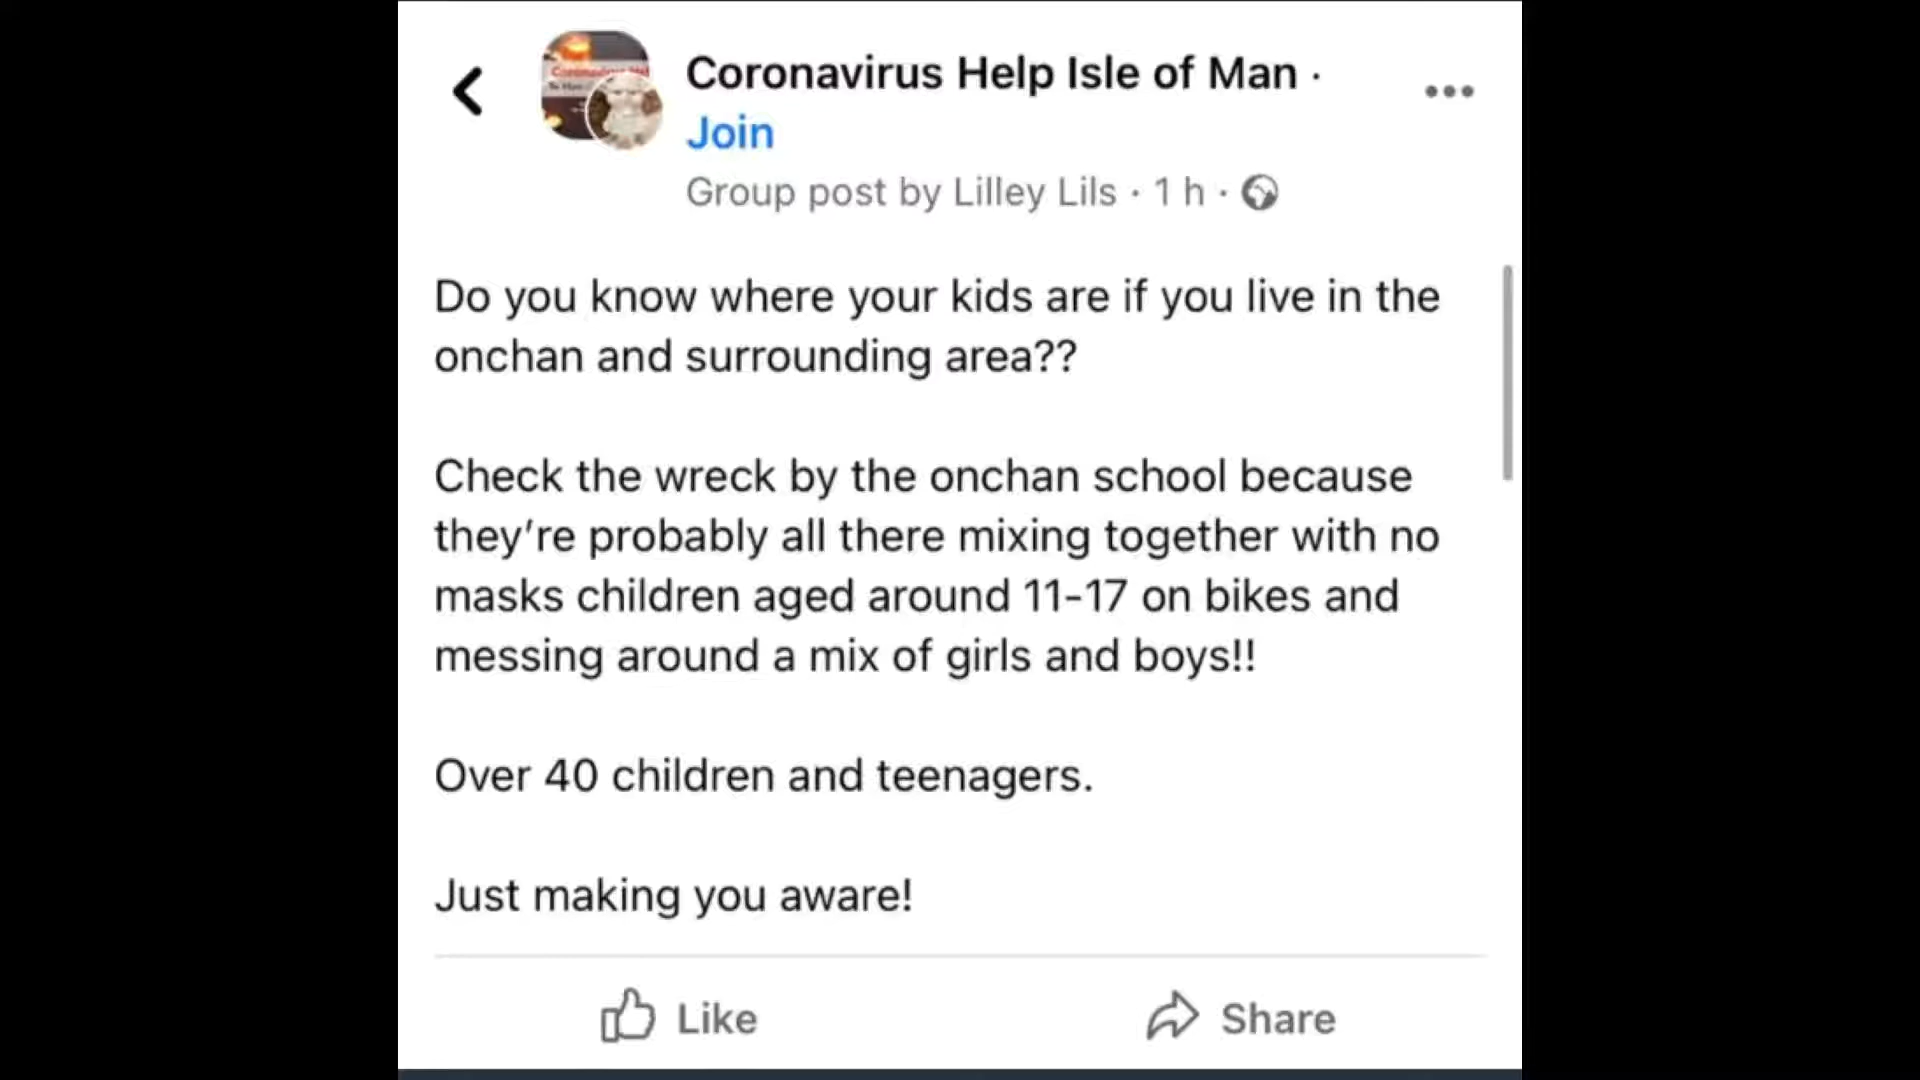 Coronavirus Help Isle of Man ·
Join
Group post by Lilley Lils · 1 h ·
Do you know where your kids are if you live in the
onchan and surrounding area??
Check the wreck by the onchan school because
they're probably all there mixing together with no
masks children aged around 11-17 on bikes and
messing around a mix of girls and boys!!
Over 40 children and teenagers.
Just making you aware!
Like
Share